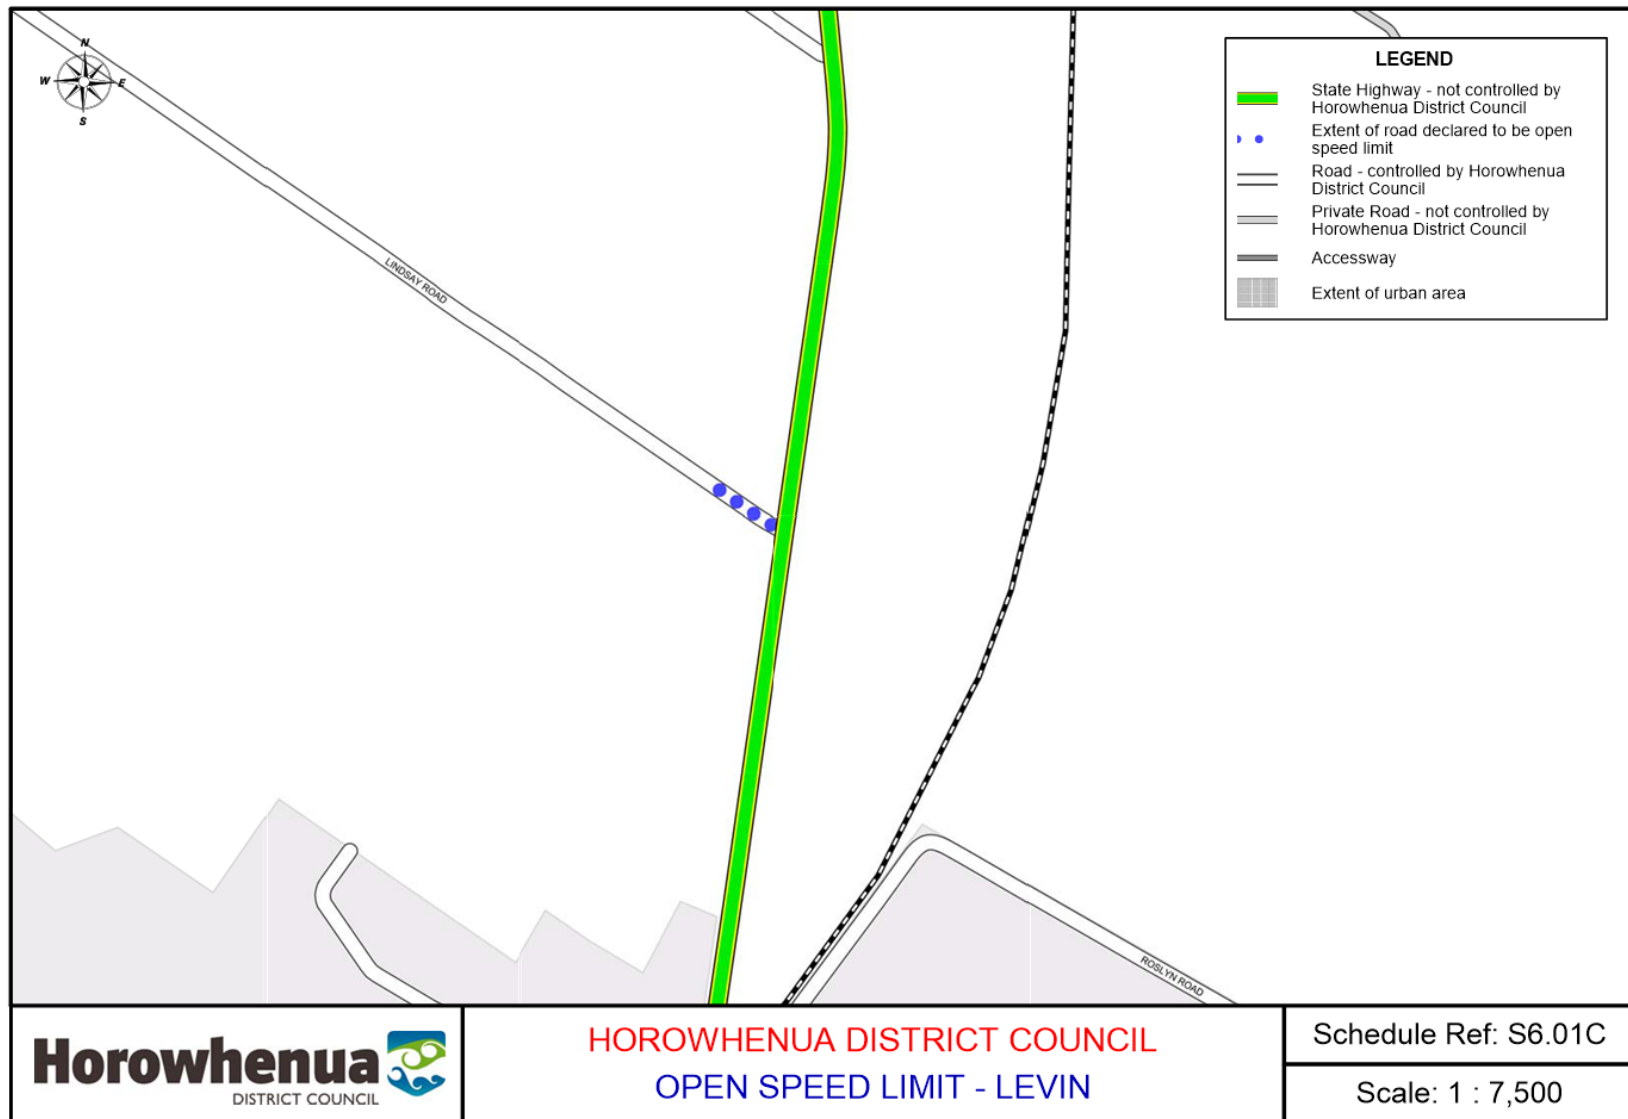 N
W
E
S
LEGEND
State Highway - not controlled by
Horowhenua District Council
Extent of road declared to be open
speed limit
Road - controlled by Horowhenua
District Council
Private Road - not controlled by
Horowhenua District Council
Accessway
Extent of urban area
LINDSAY ROAD
ROSLYN ROAD
Horowhenua
DISTRICT COUNCIL
HOROWHENUA DISTRICT COUNCIL
OPEN SPEED LIMIT - LEVIN
Schedule Ref: S6.01C
Scale: 1 : 7,500